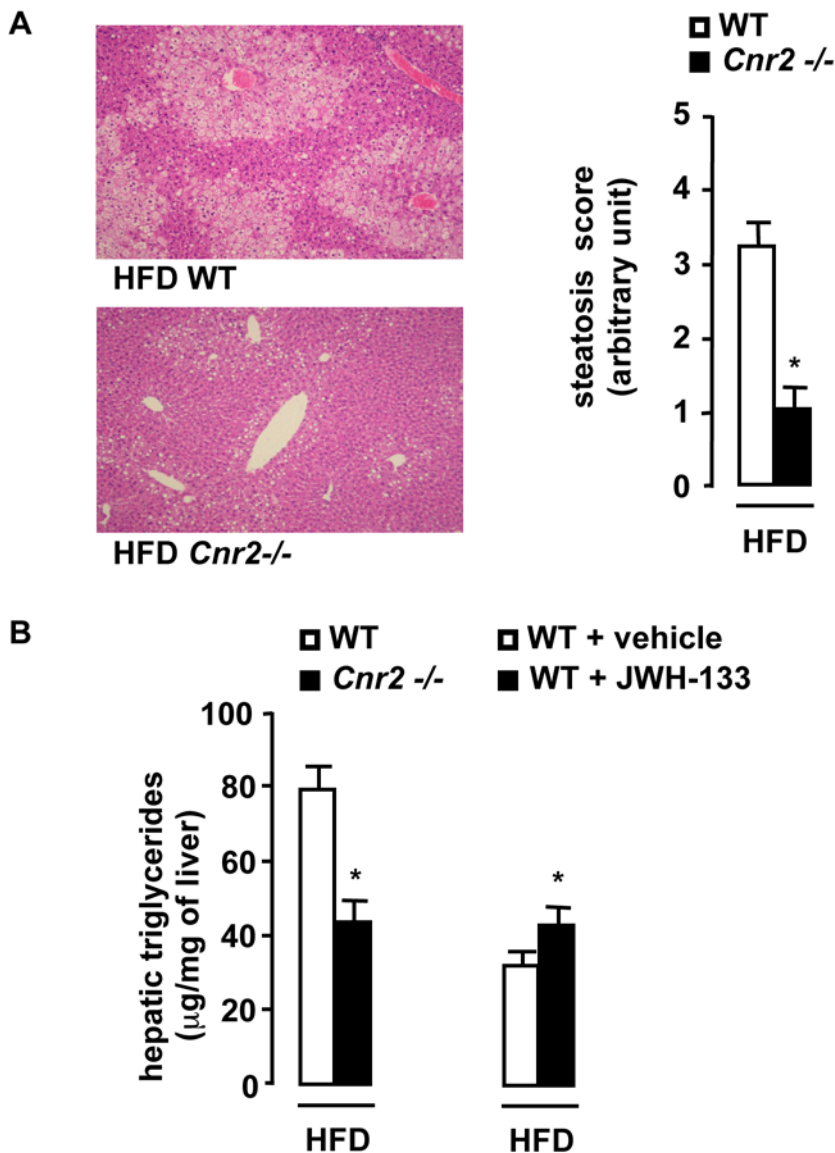 A
HFD WT
HFD Cnr2-/-
WT
Cnr2 -/-
steatosis score
(arbitrary unit)
5
4
3
2
1
0
*
HFD
B
WT
Cnr2 -/-
WT + vehicle
WT + JWH-133
hepatic triglycerides
(μg/mg of liver)
100
80
60
40
20
0
*
*
HFD
HFD